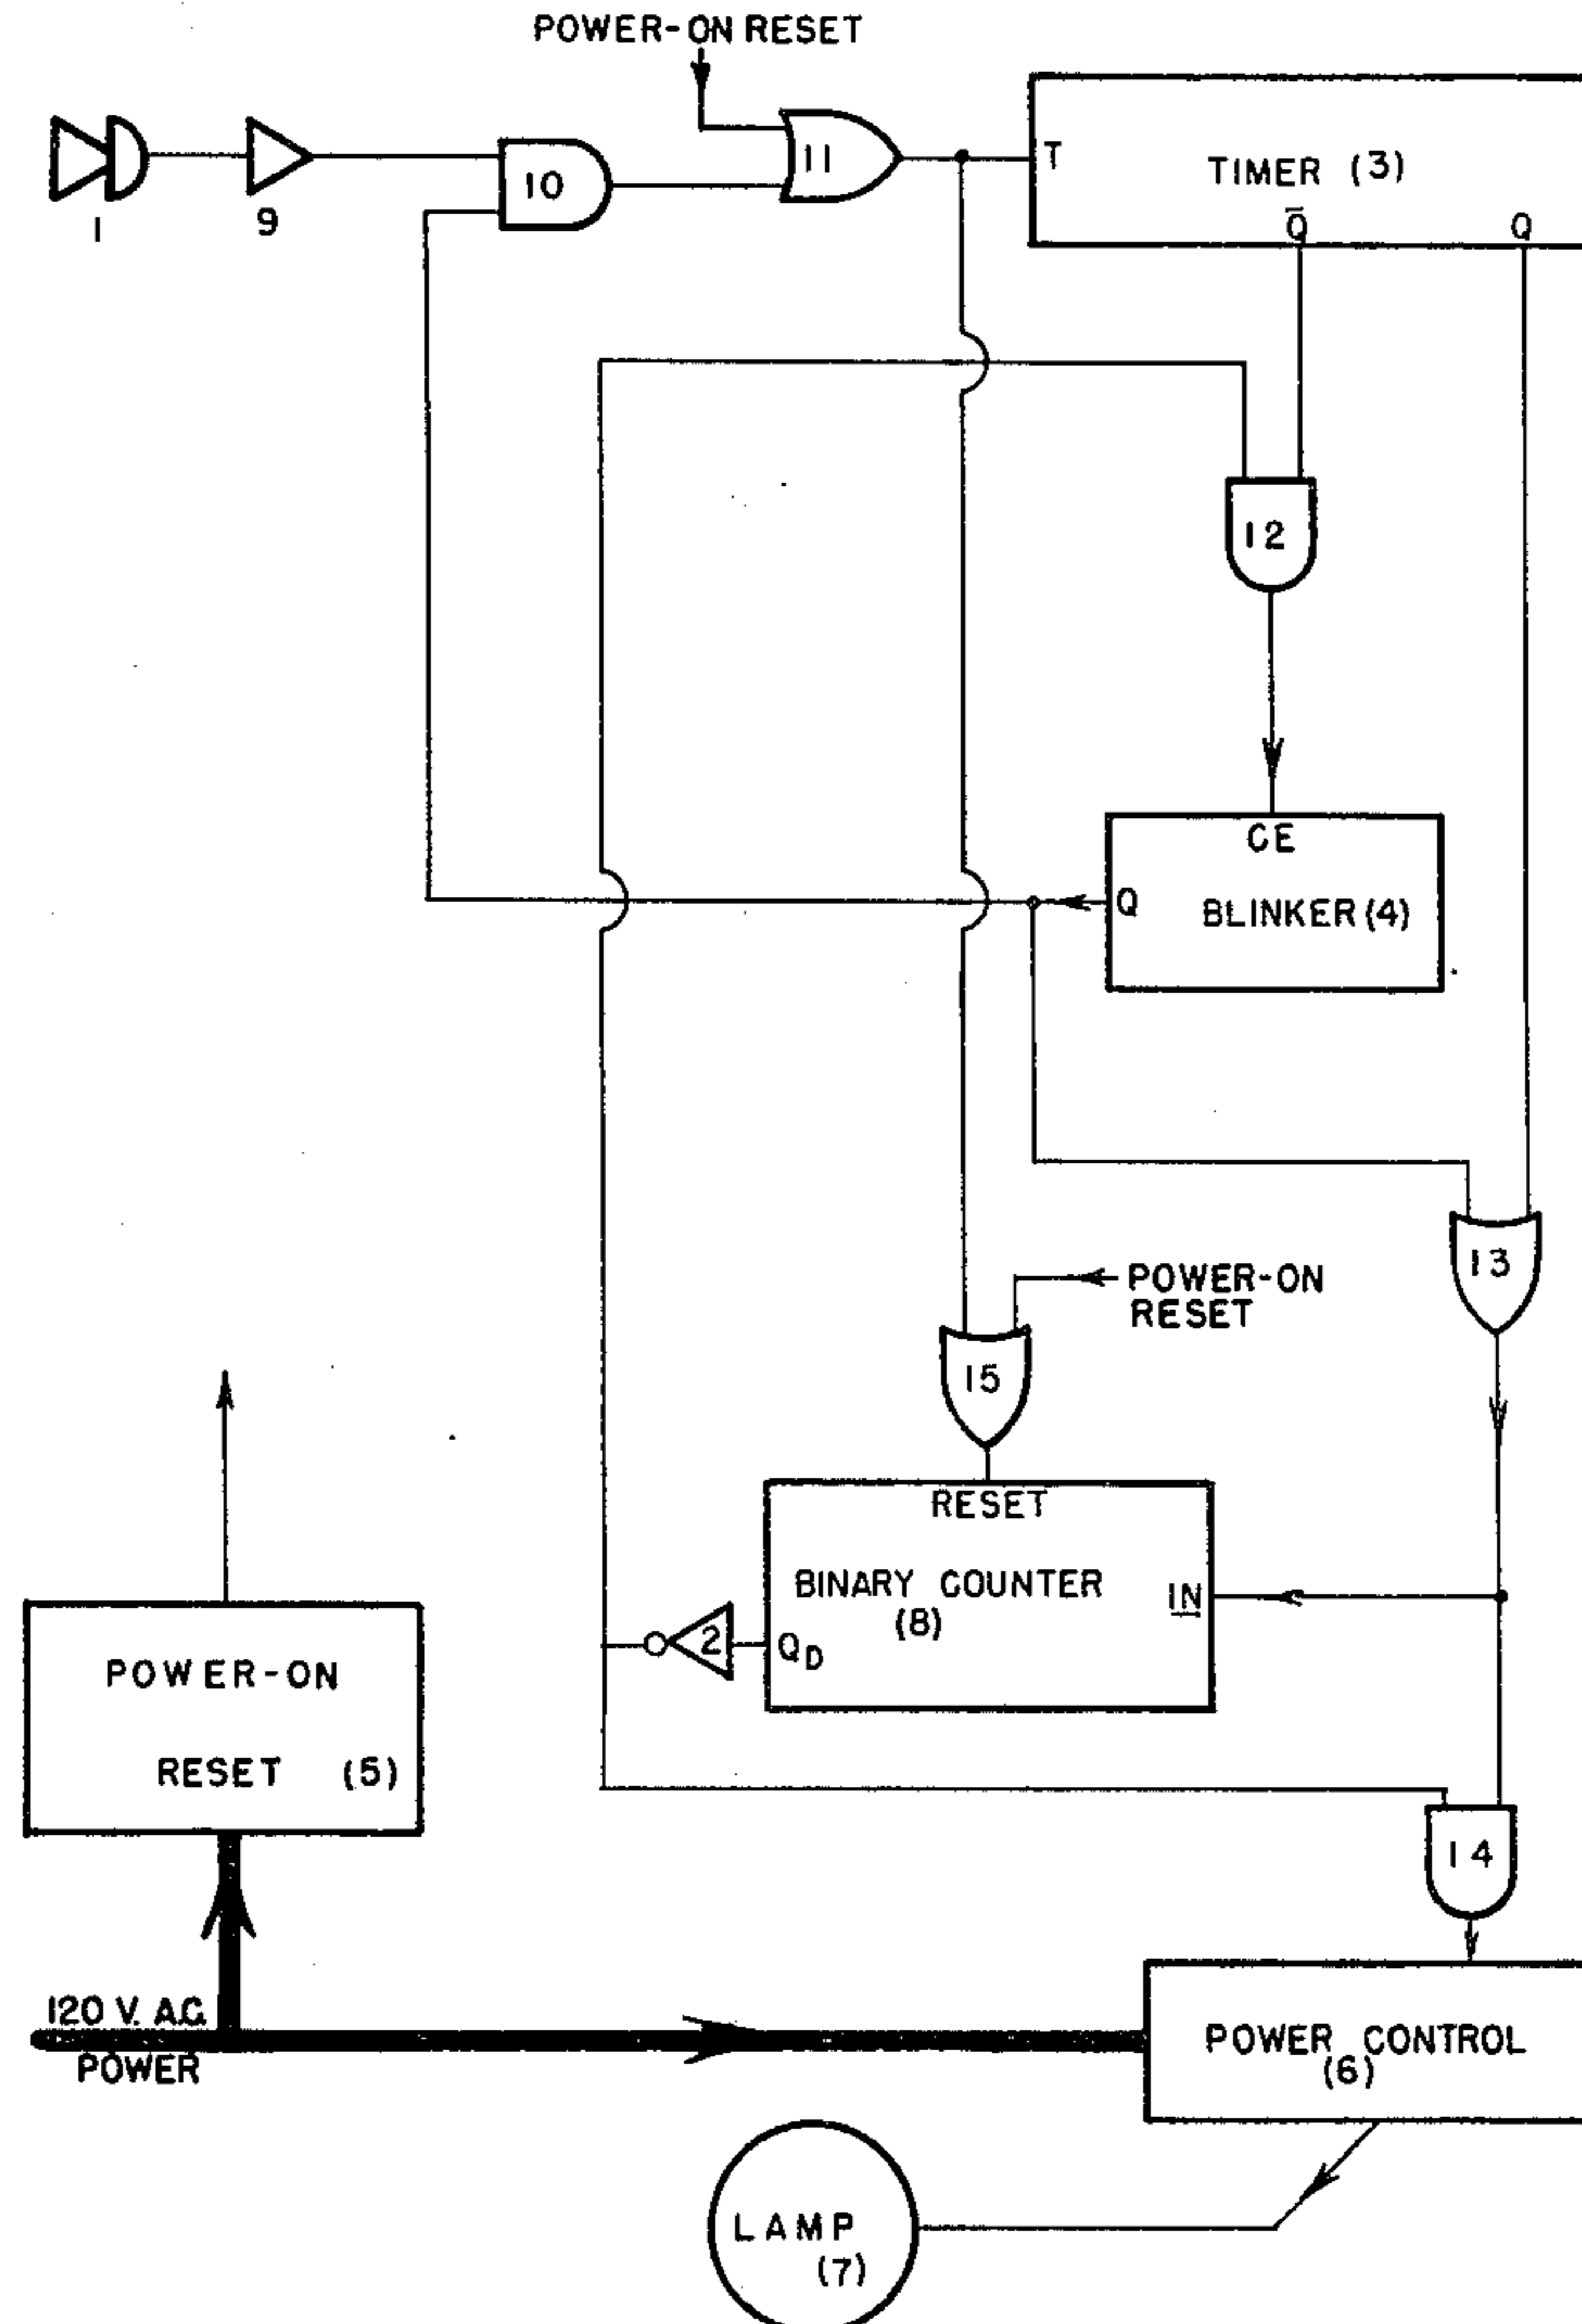 POWER-ON RESET
1
9
10
11
T
TIMER (3)
Q̅
Q
12
CE
Q
BLINKER (4)
13
POWER-ON
RESET
15
RESET
BINARY COUNTER
(8)
IN
2
QD
POWER-ON
RESET (5)
14
120 V. A.C.
POWER
POWER CONTROL
(6)
LAMP
(7)